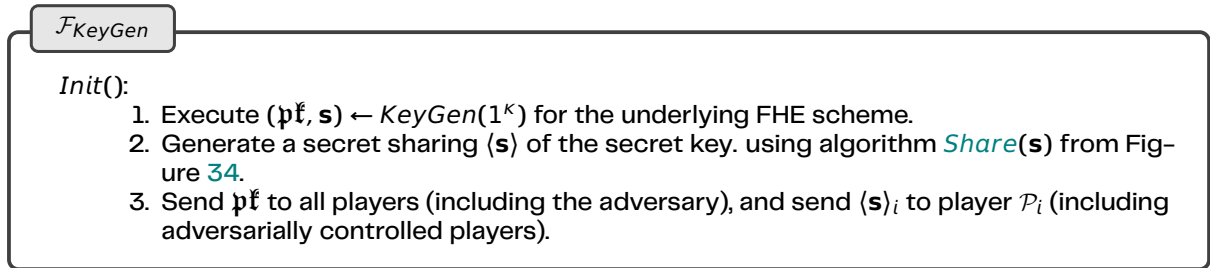 ℱKeyGen
Init():
1. Execute (𝔭𝔨, 𝐬) ← KeyGen(1^κ) for the underlying FHE scheme.
2. Generate a secret sharing ⟨𝐬⟩ of the secret key. using algorithm Share(𝐬) from Fig-
ure 34.
3. Send 𝔭𝔨 to all players (including the adversary), and send ⟨𝐬⟩ᵢ to player 𝒫ᵢ (including
adversarially controlled players).